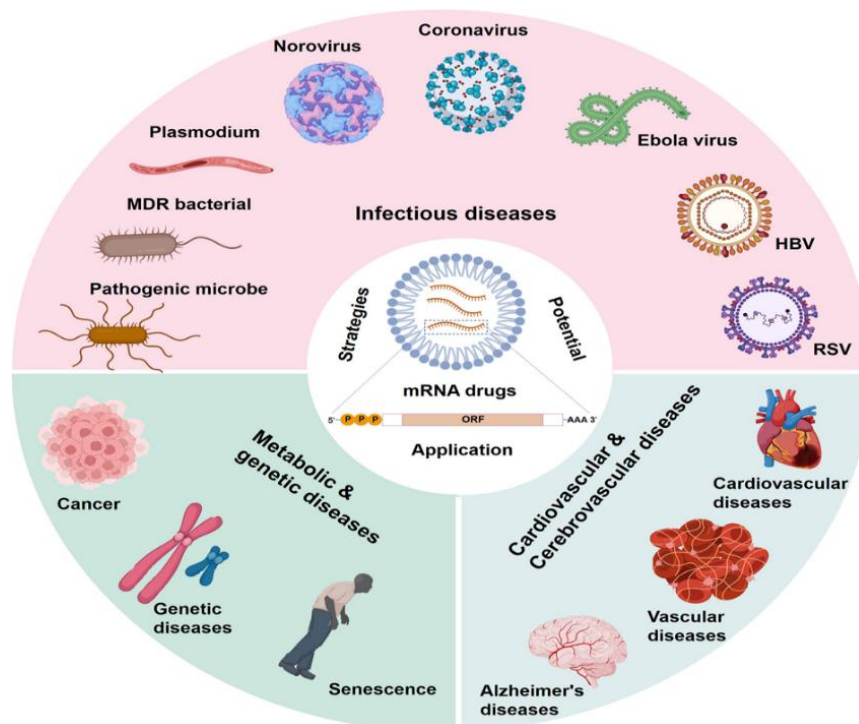 Coronavirus
Norovirus
Plasmodium
Ebola virus
MDR bacterial
Infectious diseases
HBV
Pathogenic microbe
Strategies
Potential
RSV
mRNA drugs
5'
P P P
ORF
AAA 3'
Application
Metabolic &
genetic diseases
Cardiovascular &
Cerebrovascular diseases
Cancer
Cardiovascular
diseases
Genetic
diseases
Vascular
diseases
Senescence
Alzheimer's
diseases